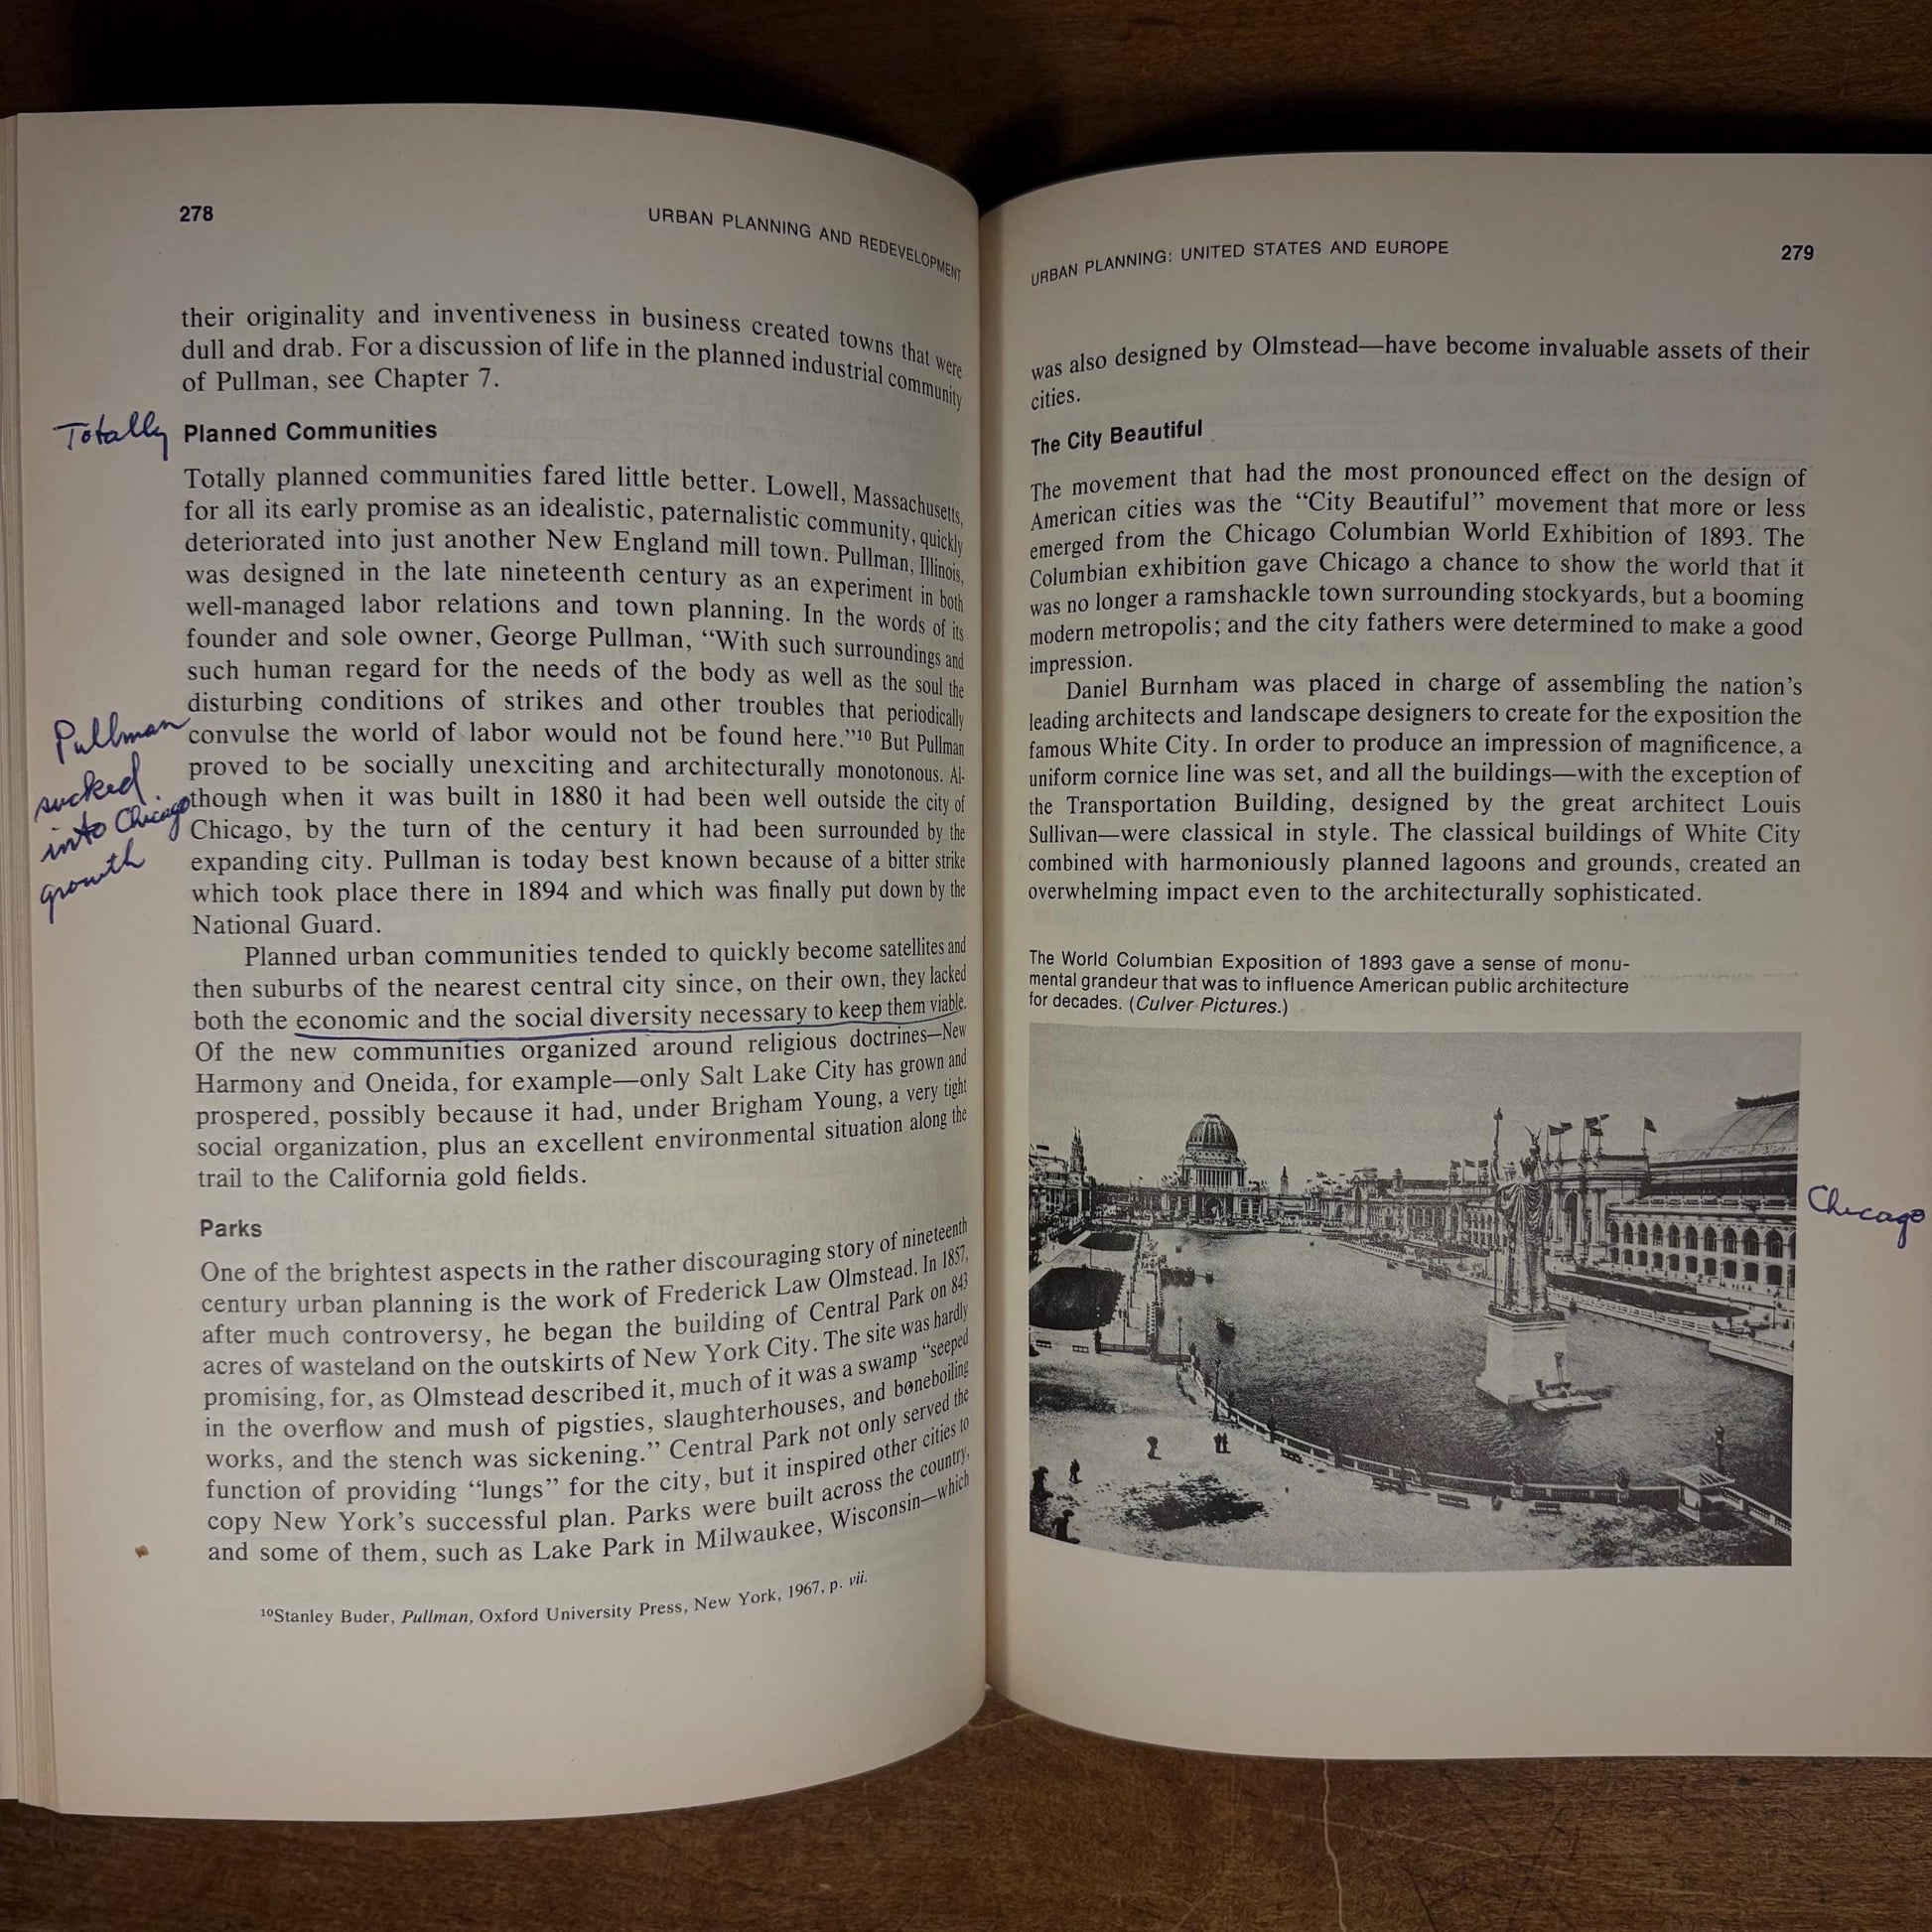 278
URBAN PLANNING AND REDEVELOPMENT
their originality and inventiveness in business created towns that were
dull and drab. For a discussion of life in the planned industrial community
of Pullman, see Chapter 7.
Totally Planned Communities
Totally planned communities fared little better. Lowell, Massachusetts,
for all its early promise as an idealistic, paternalistic community, quickly
deteriorated into just another New England mill town. Pullman, Illinois,
was designed in the late nineteenth century as an experiment in both
well-managed labor relations and town planning. In the words of its
founder and sole owner, George Pullman, “With such surroundings and
such human regard for the needs of the body as well as the soul the
disturbing conditions of strikes and other troubles that periodically
convulse the world of labor would not be found here.”¹⁰ But Pullman
proved to be socially unexciting and architecturally monotonous. Al-
though when it was built in 1880 it had been well outside the city of
Chicago, by the turn of the century it had been surrounded by the
expanding city. Pullman is today best known because of a bitter strike
which took place there in 1894 and which was finally put down by the
National Guard.
Pullman
sucked
into Chicago
growth
Planned urban communities tended to quickly become satellites and
then suburbs of the nearest central city since, on their own, they lacked
both the economic and the social diversity necessary to keep them viable.
Of the new communities organized around religious doctrines—New
Harmony and Oneida, for example—only Salt Lake City has grown and
prospered, possibly because it had, under Brigham Young, a very tight
social organization, plus an excellent environmental situation along the
trail to the California gold fields.
Parks
One of the brightest aspects in the rather discouraging story of nineteenth
century urban planning is the work of Frederick Law Olmstead. In 1857,
after much controversy, he began the building of Central Park on 843
acres of wasteland on the outskirts of New York City. The site was hardly
promising, for, as Olmstead described it, much of it was a swamp “seeped
in the overflow and mush of pigsties, slaughterhouses, and boneboiling
works, and the stench was sickening.” Central Park not only served the
function of providing “lungs” for the city, but it inspired other cities to
copy New York’s successful plan. Parks were built across the country,
and some of them, such as Lake Park in Milwaukee, Wisconsin—which
¹⁰Stanley Buder, Pullman, Oxford University Press, New York, 1967, p. vii.
URBAN PLANNING: UNITED STATES AND EUROPE
279
was also designed by Olmstead—have become invaluable assets of their
cities.
The City Beautiful
The movement that had the most pronounced effect on the design of
American cities was the “City Beautiful” movement that more or less
emerged from the Chicago Columbian World Exhibition of 1893. The
Columbian exhibition gave Chicago a chance to show the world that it
was no longer a ramshackle town surrounding stockyards, but a booming
modern metropolis; and the city fathers were determined to make a good
impression.
Daniel Burnham was placed in charge of assembling the nation’s
leading architects and landscape designers to create for the exposition the
famous White City. In order to produce an impression of magnificence, a
uniform cornice line was set, and all the buildings—with the exception of
the Transportation Building, designed by the great architect Louis
Sullivan—were classical in style. The classical buildings of White City
combined with harmoniously planned lagoons and grounds, created an
overwhelming impact even to the architecturally sophisticated.
The World Columbian Exposition of 1893 gave a sense of monu-
mental grandeur that was to influence American public architecture
for decades. (Culver Pictures.)
Chicago